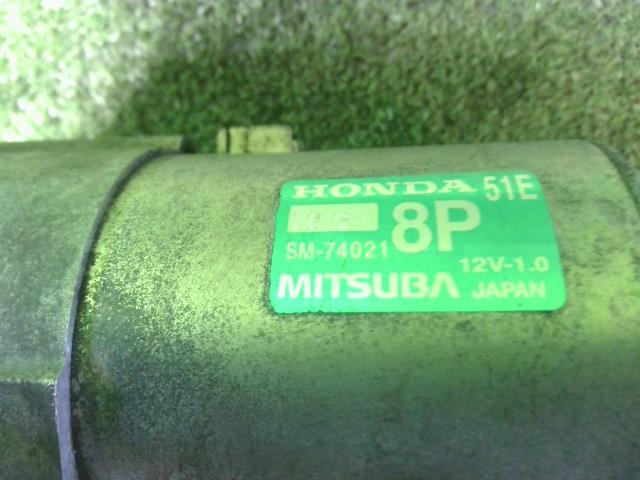 HONDA 51E
8P
SM-74021
12V-1.0
MITSUBA JAPAN